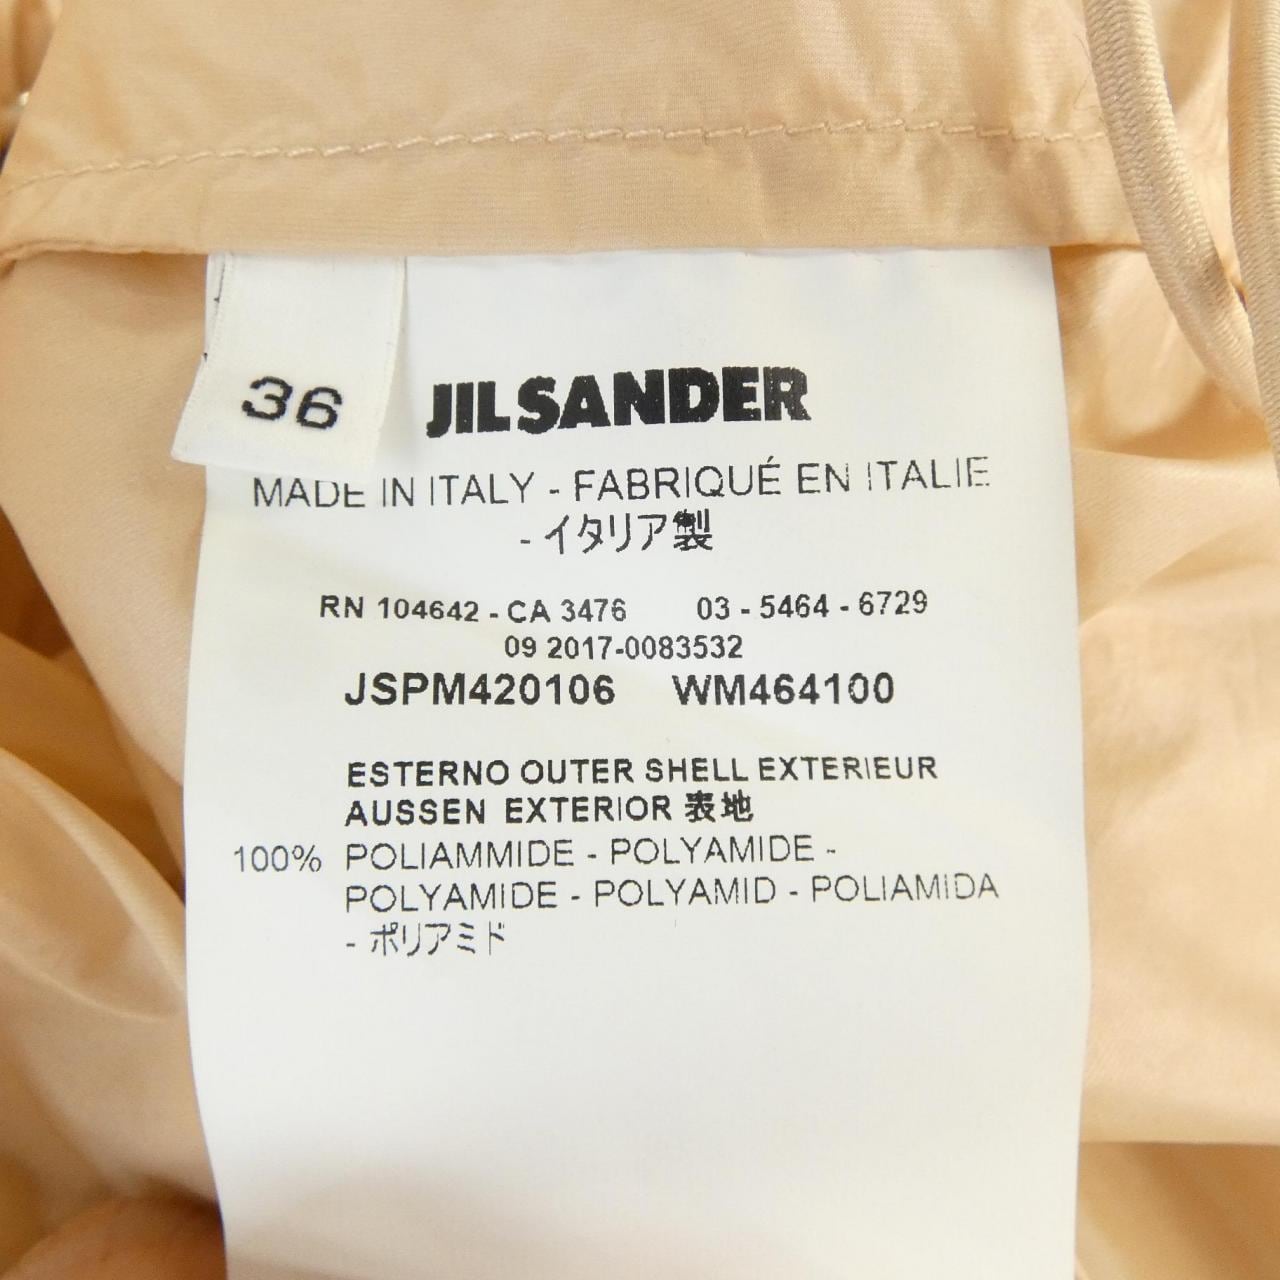 36
JIL SANDER
MADE IN ITALY - FABRIQUÉ EN ITALIE
- イタリア製
RN 104642 - CA 3476 03 - 5464 - 6729
09 2017-0083532
JSPM420106 WM464100
ESTERNO OUTER SHELL EXTERIEUR
AUSSEN EXTERIOR 表地
100% POLIAMMIDE - POLYAMIDE -
POLYAMIDE - POLYAMID - POLIAMIDA
- ポリアミド